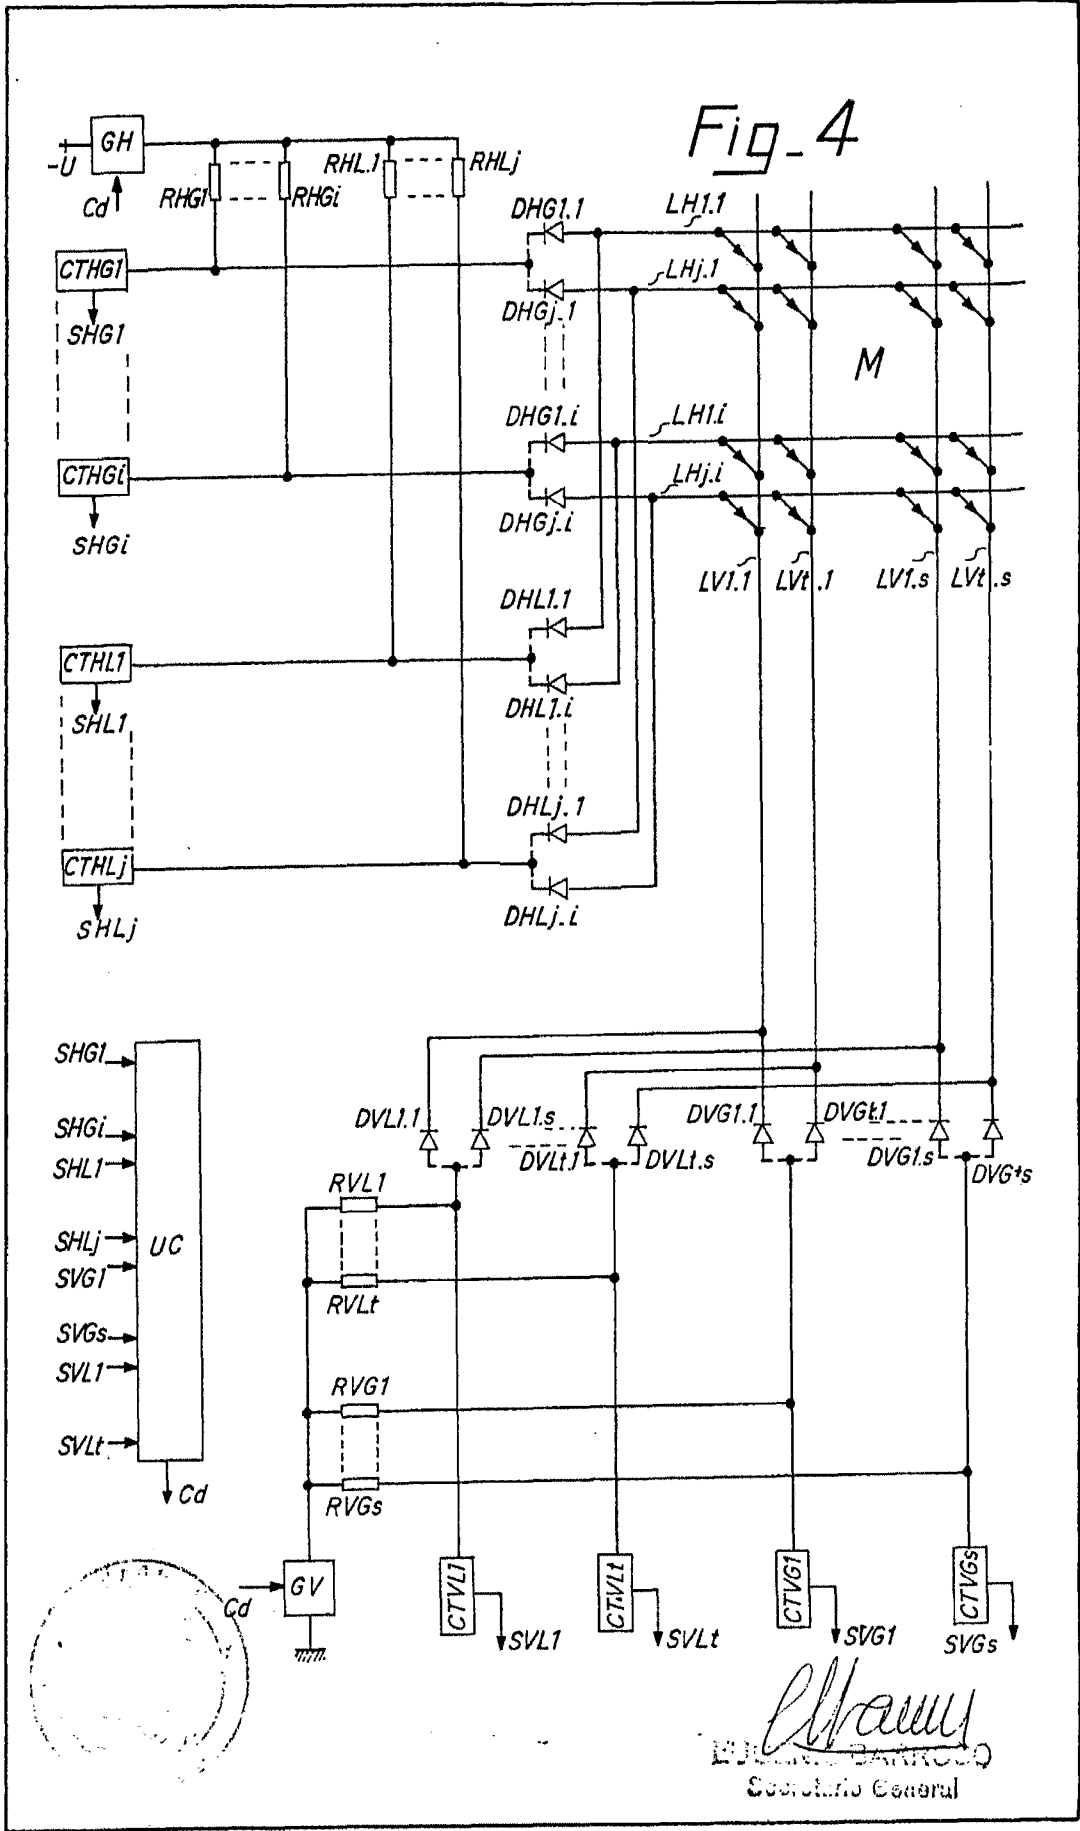 Fig_4
GH
-U
Cd
RHG1
RHGi
RHL.1
RHLj
DHG1.1
LH1.1
CTHG1
LHj.1
DHGj.1
SHG1
M
DHG1.i
LH1.i
CTHGi
LHj.i
DHGj.i
SHGi
LV1.1
LVt.1
LV1.s
LVt.s
DHL1.1
CTHL1
DHL1.i
SHL1
DHLj.1
CTHLj
DHLj.i
SHLj
SHG1
SHGi
SHL1
SHLj
SVG1
SVGs
SVL1
SVLt
UC
Cd
DVL1.1
DVL1.s
DVLt.1
DVLt.s
DVG1.1
DVGt.1
DVG1.s
DVGts
RVL1
RVLt
RVG1
RVGs
GV
Cd
CTVL1
SVL1
CTVLt
SVLt
CTVG1
SVG1
CTVGs
SVGs
Secretario General